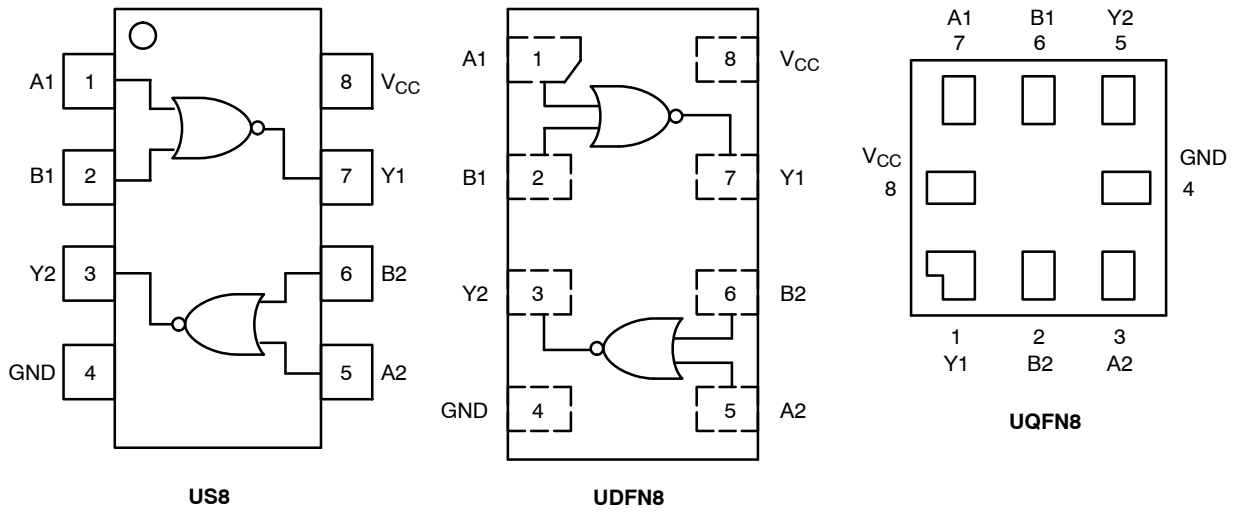 A1 1 8 VCC
B1 2 7 Y1
Y2 3 6 B2
GND 4 5 A2
US8
A1 1 8 VCC
B1 2 7 Y1
Y2 3 6 B2
GND 4 5 A2
UDFN8
A1 B1 Y2
7 6 5
VCC GND
8 4
1 2 3
Y1 B2 A2
UQFN8